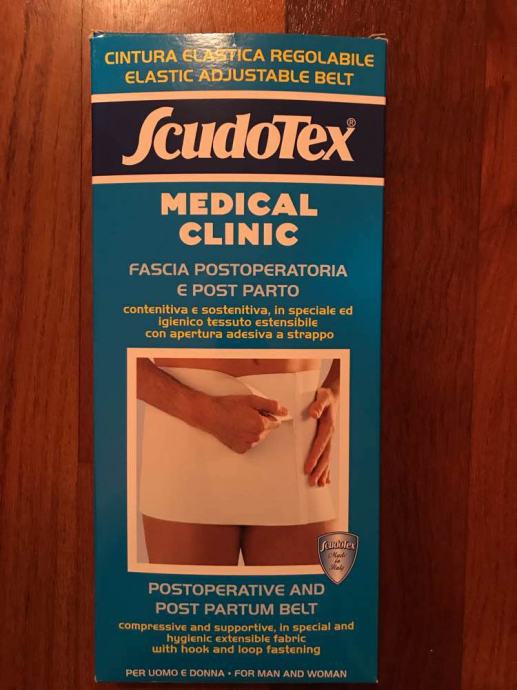 CINTURA ELASTICA REGOLABILE
ELASTIC ADJUSTABLE BELT
ScudoTex®
MEDICAL
CLINIC
FASCIA POSTOPERATORIA
E POST PARTO
contenitiva e sostenitiva, in speciale ed
igienico tessuto estensibile
con apertura adesiva a strappo
ScudoTex
Made
in
Italy
POSTOPERATIVE AND
POST PARTUM BELT
compressive and supportive, in special and
hygienic extensible fabric
with hook and loop fastening
PER UOMO E DONNA • FOR MAN AND WOMAN